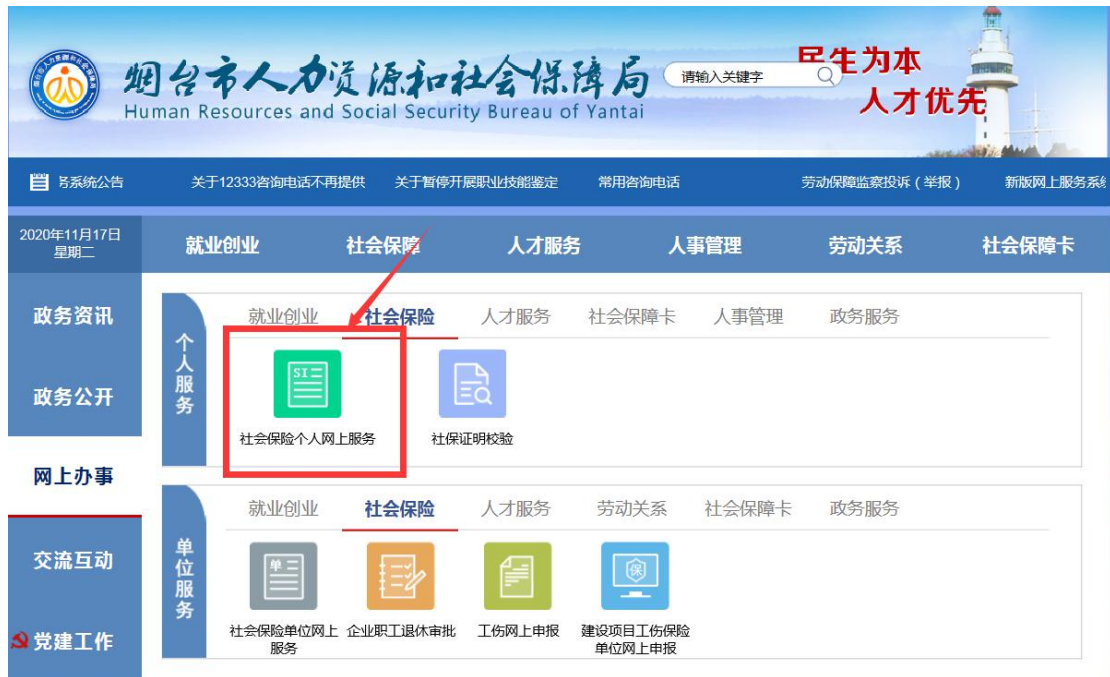 烟台市人力资源和社会保障局
Human Resources and Social Security Bureau of Yantai
请输入关键字
民生为本
人才优先
务系统公告
关于12333咨询电话不再提供
关于暂停开展职业技能鉴定
常用咨询电话
劳动保障监察投诉（举报）
新版网上服务系统
2020年11月17日
星期二
就业创业
社会保障
人才服务
人事管理
劳动关系
社会保障卡
政务资讯
政务公开
网上办事
交流互动
党建工作
个人服务
就业创业
社会保险
人才服务
社会保障卡
人事管理
政务服务
SI
社会保险个人网上服务
社保证明校验
单位服务
就业创业
社会保险
人才服务
劳动关系
社会保障卡
政务服务
单
保
社会保险单位网上
服务
企业职工退休审批
工伤网上申报
建设项目工伤保险
单位网上申报